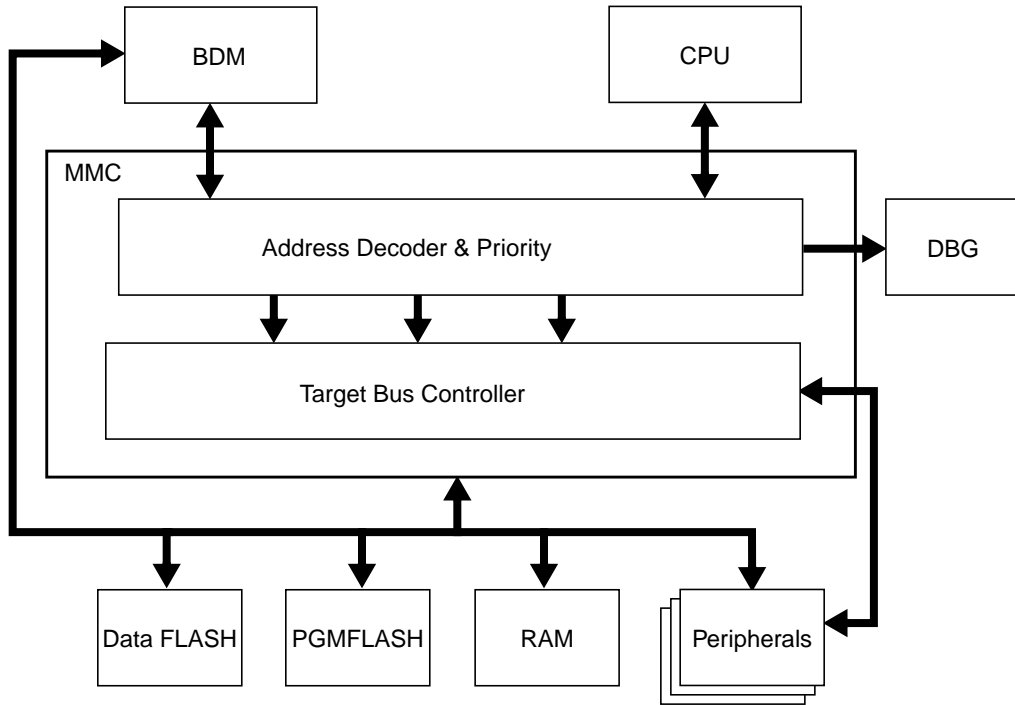 BDM
CPU
MMC
Address Decoder & Priority
DBG
Target Bus Controller
Data FLASH
PGMFLASH
RAM
Peripherals